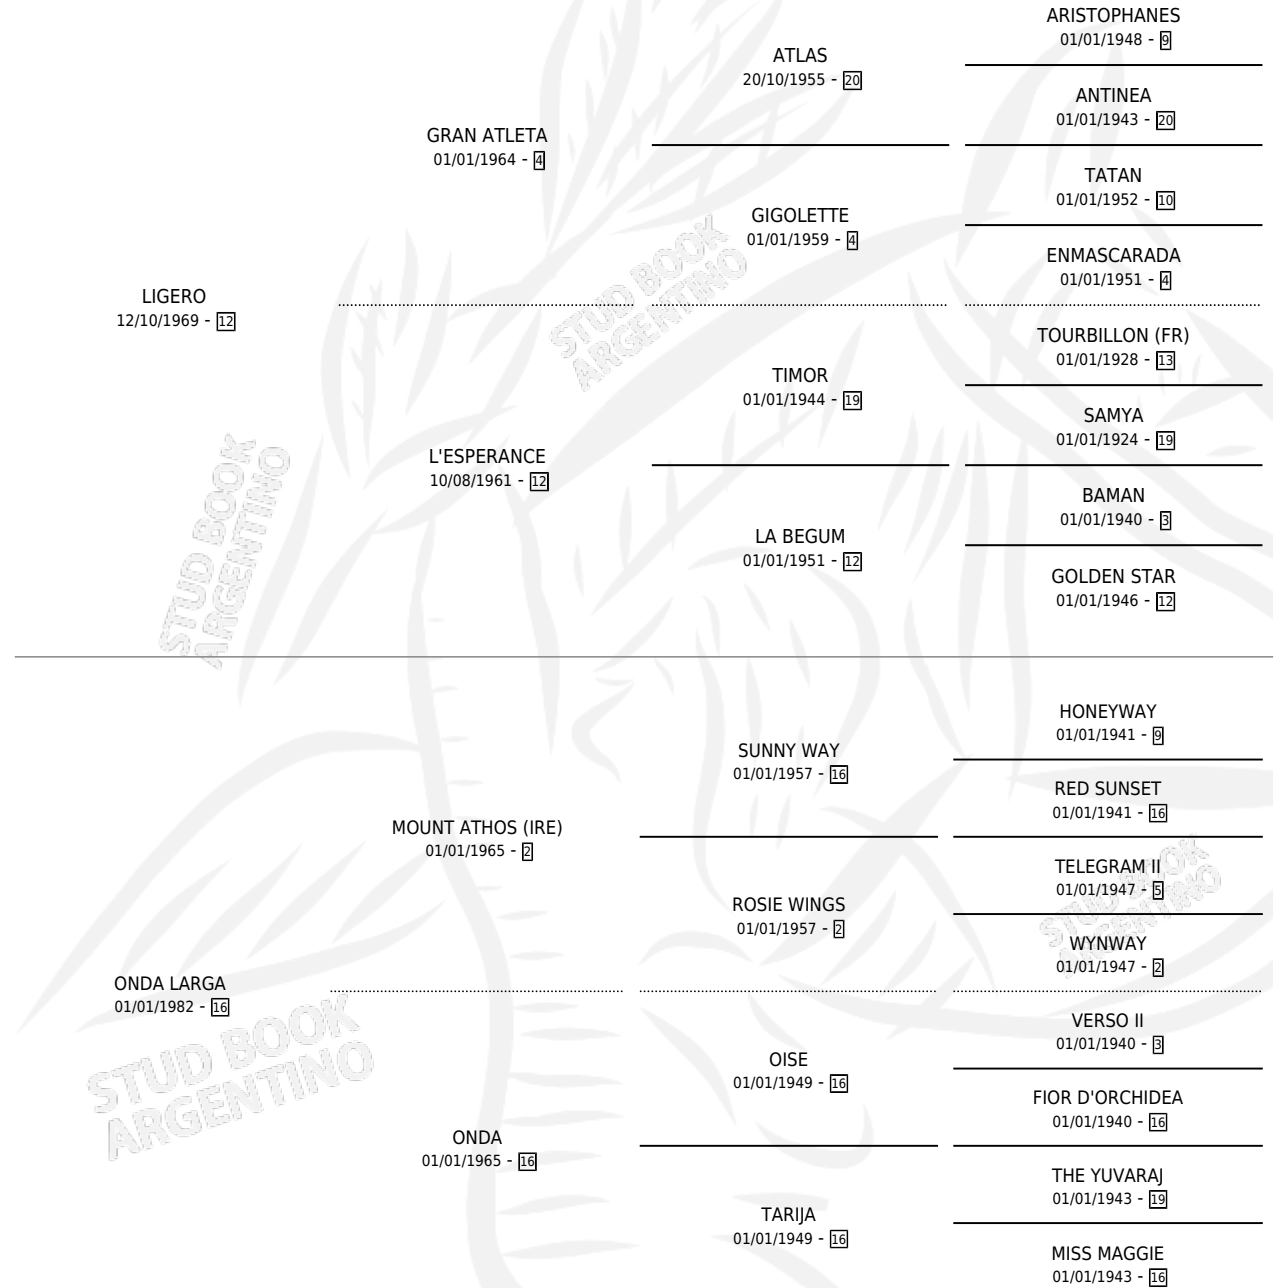 ARISTOPHANES
01/01/1948 - 9
ATLAS
20/10/1955 - 20
ANTINEA
01/01/1943 - 20
GRAN ATLETA
01/01/1964 - 4
TATAN
01/01/1952 - 10
GIGOLETTE
01/01/1959 - 4
ENMASCARADA
01/01/1951 - 4
LIGERO
12/10/1969 - 12
STUD BOOK
ARGENTINO
TOURBILLON (FR)
01/01/1928 - 13
TIMOR
01/01/1944 - 19
SAMYA
01/01/1924 - 19
L'ESPERANCE
10/08/1961 - 12
BAMAN
01/01/1940 - 3
LA BEGUM
01/01/1951 - 12
GOLDEN STAR
01/01/1946 - 12
STUD BOOK
ARGENTINO
HONEYWAY
01/01/1941 - 9
SUNNY WAY
01/01/1957 - 16
RED SUNSET
01/01/1941 - 16
MOUNT ATHOS (IRE)
01/01/1965 - 2
TELEGRAM II
01/01/1947 - 5
ROSIE WINGS
01/01/1957 - 2
WYNWAY
01/01/1947 - 2
STUD BOOK
ARGENTINO
ONDA LARGA
01/01/1982 - 16
VERSO II
01/01/1940 - 3
OISE
01/01/1949 - 16
FIOR D'ORCHIDEA
01/01/1940 - 16
STUD BOOK
ARGENTINO
ONDA
01/01/1965 - 16
THE YUVARAJ
01/01/1943 - 19
TARIJA
01/01/1949 - 16
MISS MAGGIE
01/01/1943 - 16